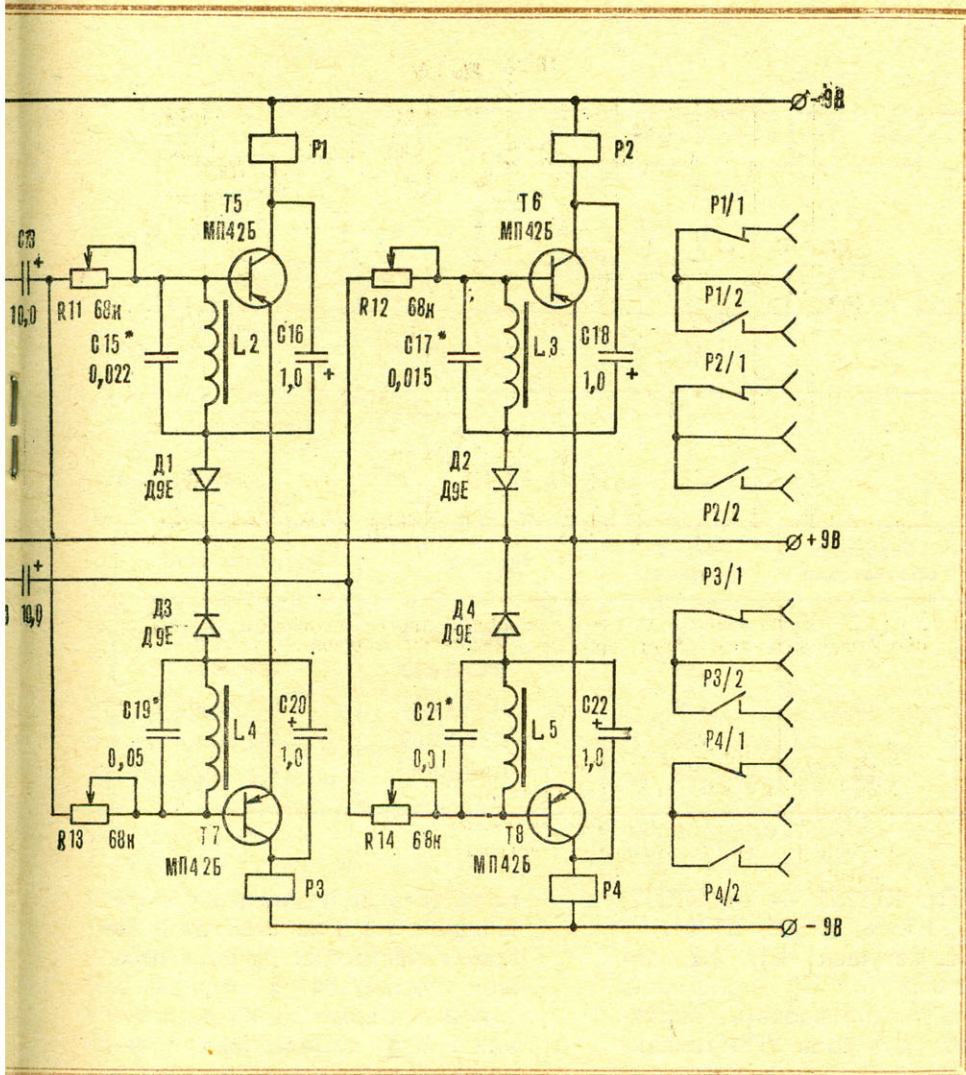 - 9В
Р1
Р2
Т5
МП42Б
Т6
МП42Б
Р1/1
С13
+
10,0
R11 68к
R12 68к
Р1/2
С15*
0,022
L2
С16
1,0
+
С17*
0,015
L3
С18
1,0
+
Р2/1
Д1
Д9Е
Д2
Д9Е
Р2/2
+ 9В
+
10,0
Д3
Д9Е
Д4
Д9Е
Р3/1
С19*
0,05
L4
С20
+
1,0
С21*
0,01
L5
С22
+
1,0
Р3/2
Р4/1
R13 68к
Т7
МП42Б
R14 68к
Т8
МП42Б
Р3
Р4
Р4/2
- 9В